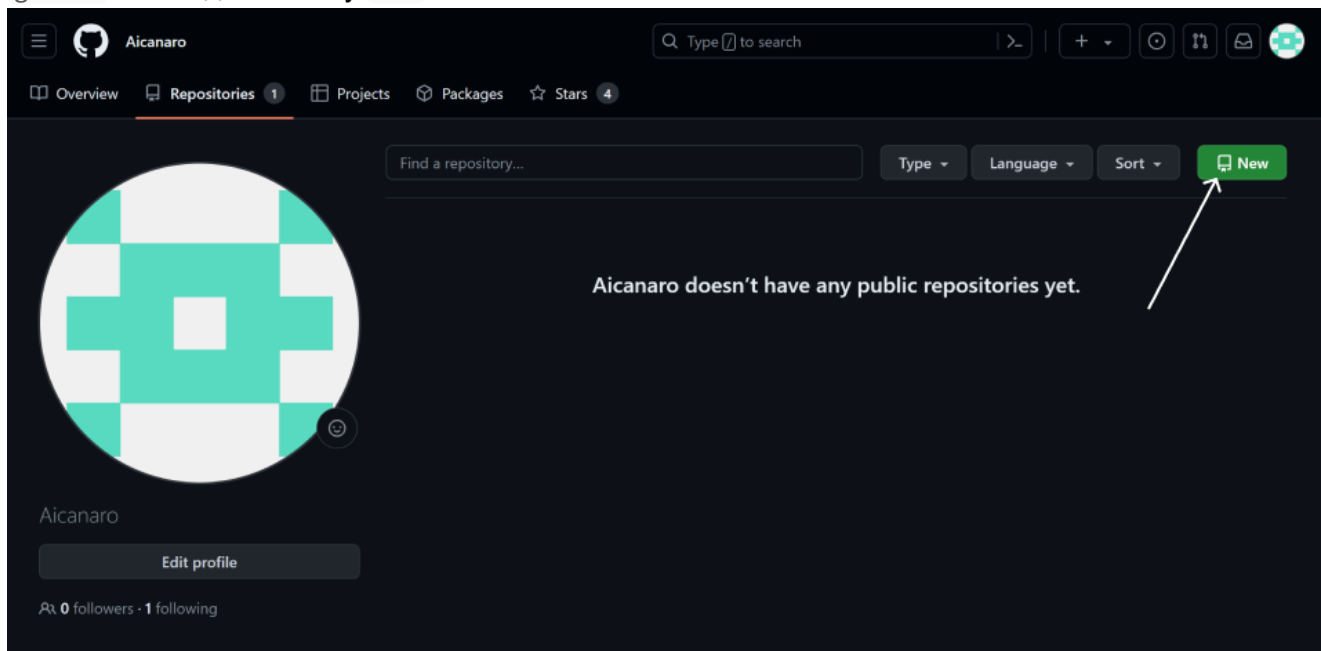 Aicanaro
Type / to search
Overview
Repositories 1
Projects
Packages
Stars 4
Find a repository...
Type
Language
Sort
New
Aicanaro doesn't have any public repositories yet.
Aicanaro
Edit profile
0 followers · 1 following